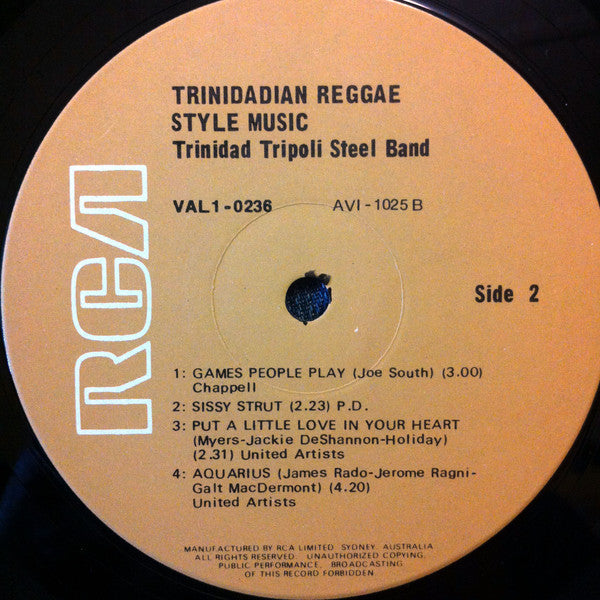 RCA
TRINIDADIAN REGGAE
STYLE MUSIC
Trinidad Tripoli Steel Band
VAL1-0236 AVI-1025 B
Side 2
1: GAMES PEOPLE PLAY (Joe South) (3.00)
Chappell
2: SISSY STRUT (2.23) P.D.
3: PUT A LITTLE LOVE IN YOUR HEART
(Myers-Jackie DeShannon-Holiday)
(2.31) United Artists
4: AQUARIUS (James Rado-Jerome Ragni-
Galt MacDermont) (4.20)
United Artists
MANUFACTURED BY RCA LIMITED. SYDNEY. AUSTRALIA
ALL RIGHTS RESERVED. UNAUTHORIZED COPYING.
PUBLIC PERFORMANCE, BROADCASTING
OF THIS RECORD FORBIDDEN